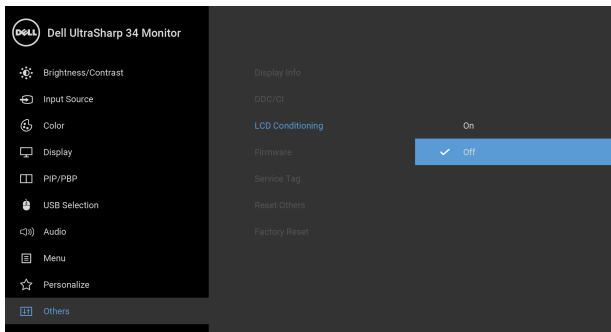 DELL Dell UltraSharp 34 Monitor
Brightness/Contrast
Input Source
Color
Display
PIP/PBP
USB Selection
Audio
Menu
Personalize
Others
Display Info
DDC/CI
LCD Conditioning
Firmware
Service Tag
Reset Others
Factory Reset
On
Off